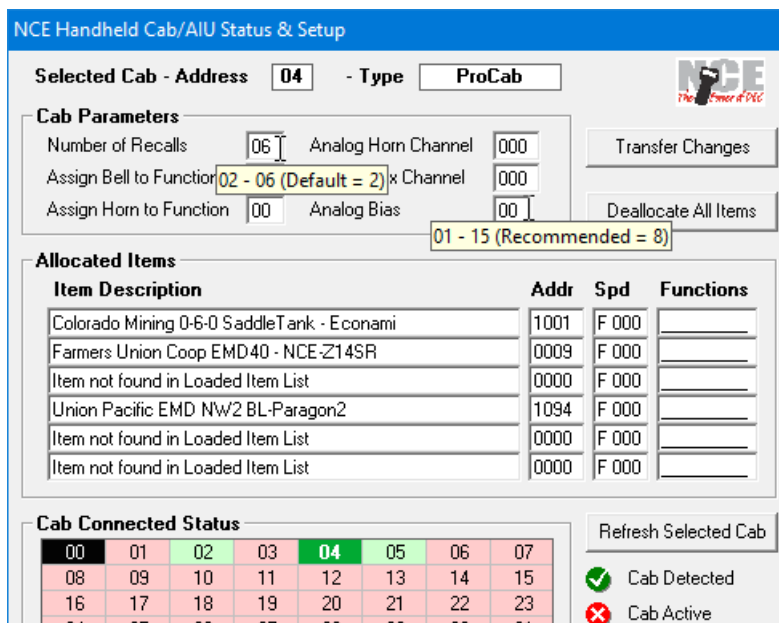 NCE Handheld Cab/AIU Status & Setup
Selected Cab - Address 04 - Type ProCab
NCE
Cab Parameters
Number of Recalls 06 Analog Horn Channel 000 Transfer Changes
Assign Bell to Function 02 - 06 (Default = 2) x Channel 000
Assign Horn to Function 00 Analog Bias 00 Deallocate All Items
01 - 15 (Recommended = 8)
Allocated Items
Item Description Addr Spd Functions
Colorado Mining 0-6-0 SaddleTank - Econami 1001 F 000
Farmers Union Coop EMD40 - NCE-Z14SR 0009 F 000
Item not found in Loaded Item List 0000 F 000
Union Pacific EMD NW2 BL-Paragon2 1094 F 000
Item not found in Loaded Item List 0000 F 000
Item not found in Loaded Item List 0000 F 000
Cab Connected Status Refresh Selected Cab
00 01 02 03 04 05 06 07
08 09 10 11 12 13 14 15 Cab Detected
16 17 18 19 20 21 22 23 Cab Active